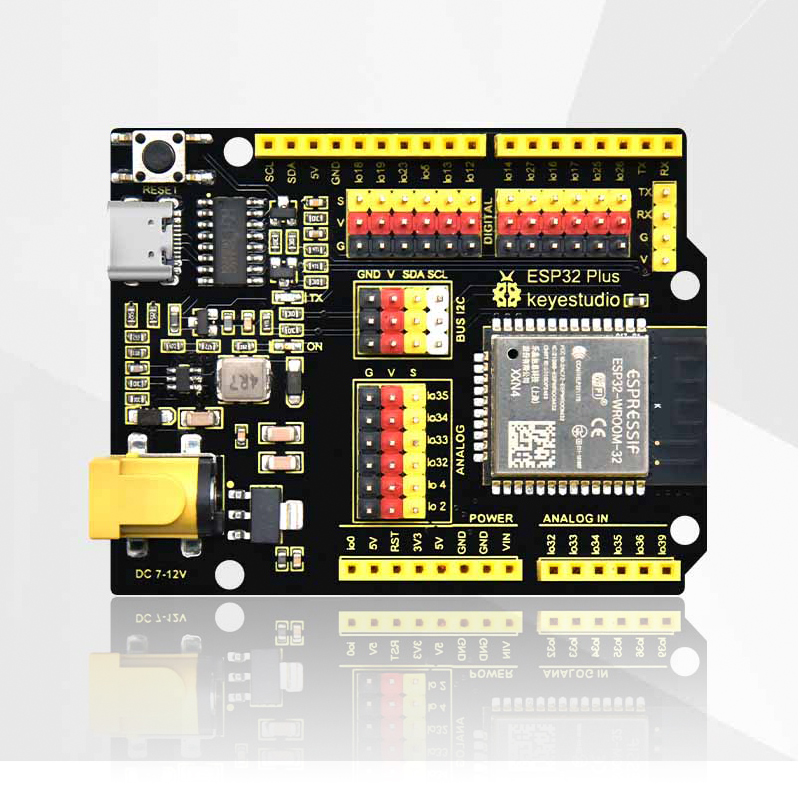 RESET
SCL SDA 5V GND Io18 Io19 Io23 Io5 Io13 Io12
Io14 Io27 Io16 Io17 Io25 Io26 TX RX
S
V
G
DIGITAL
TX
RX
G
V
ESP32 Plus
keyestudio
GND V SDA SCL
BUS I2C
TX
ON
4R7
G V S
Io35
Io34
Io33
Io32
Io 4
Io 2
ANALOG
ESPRESSIF
ESP32-WROOM-32
WiFi
CE
XXN4
POWER
Io0 5V RST 3V3 5V GND GND VIN
ANALOG IN
Io32 Io33 Io34 Io35 Io36 Io39
DC 7-12V